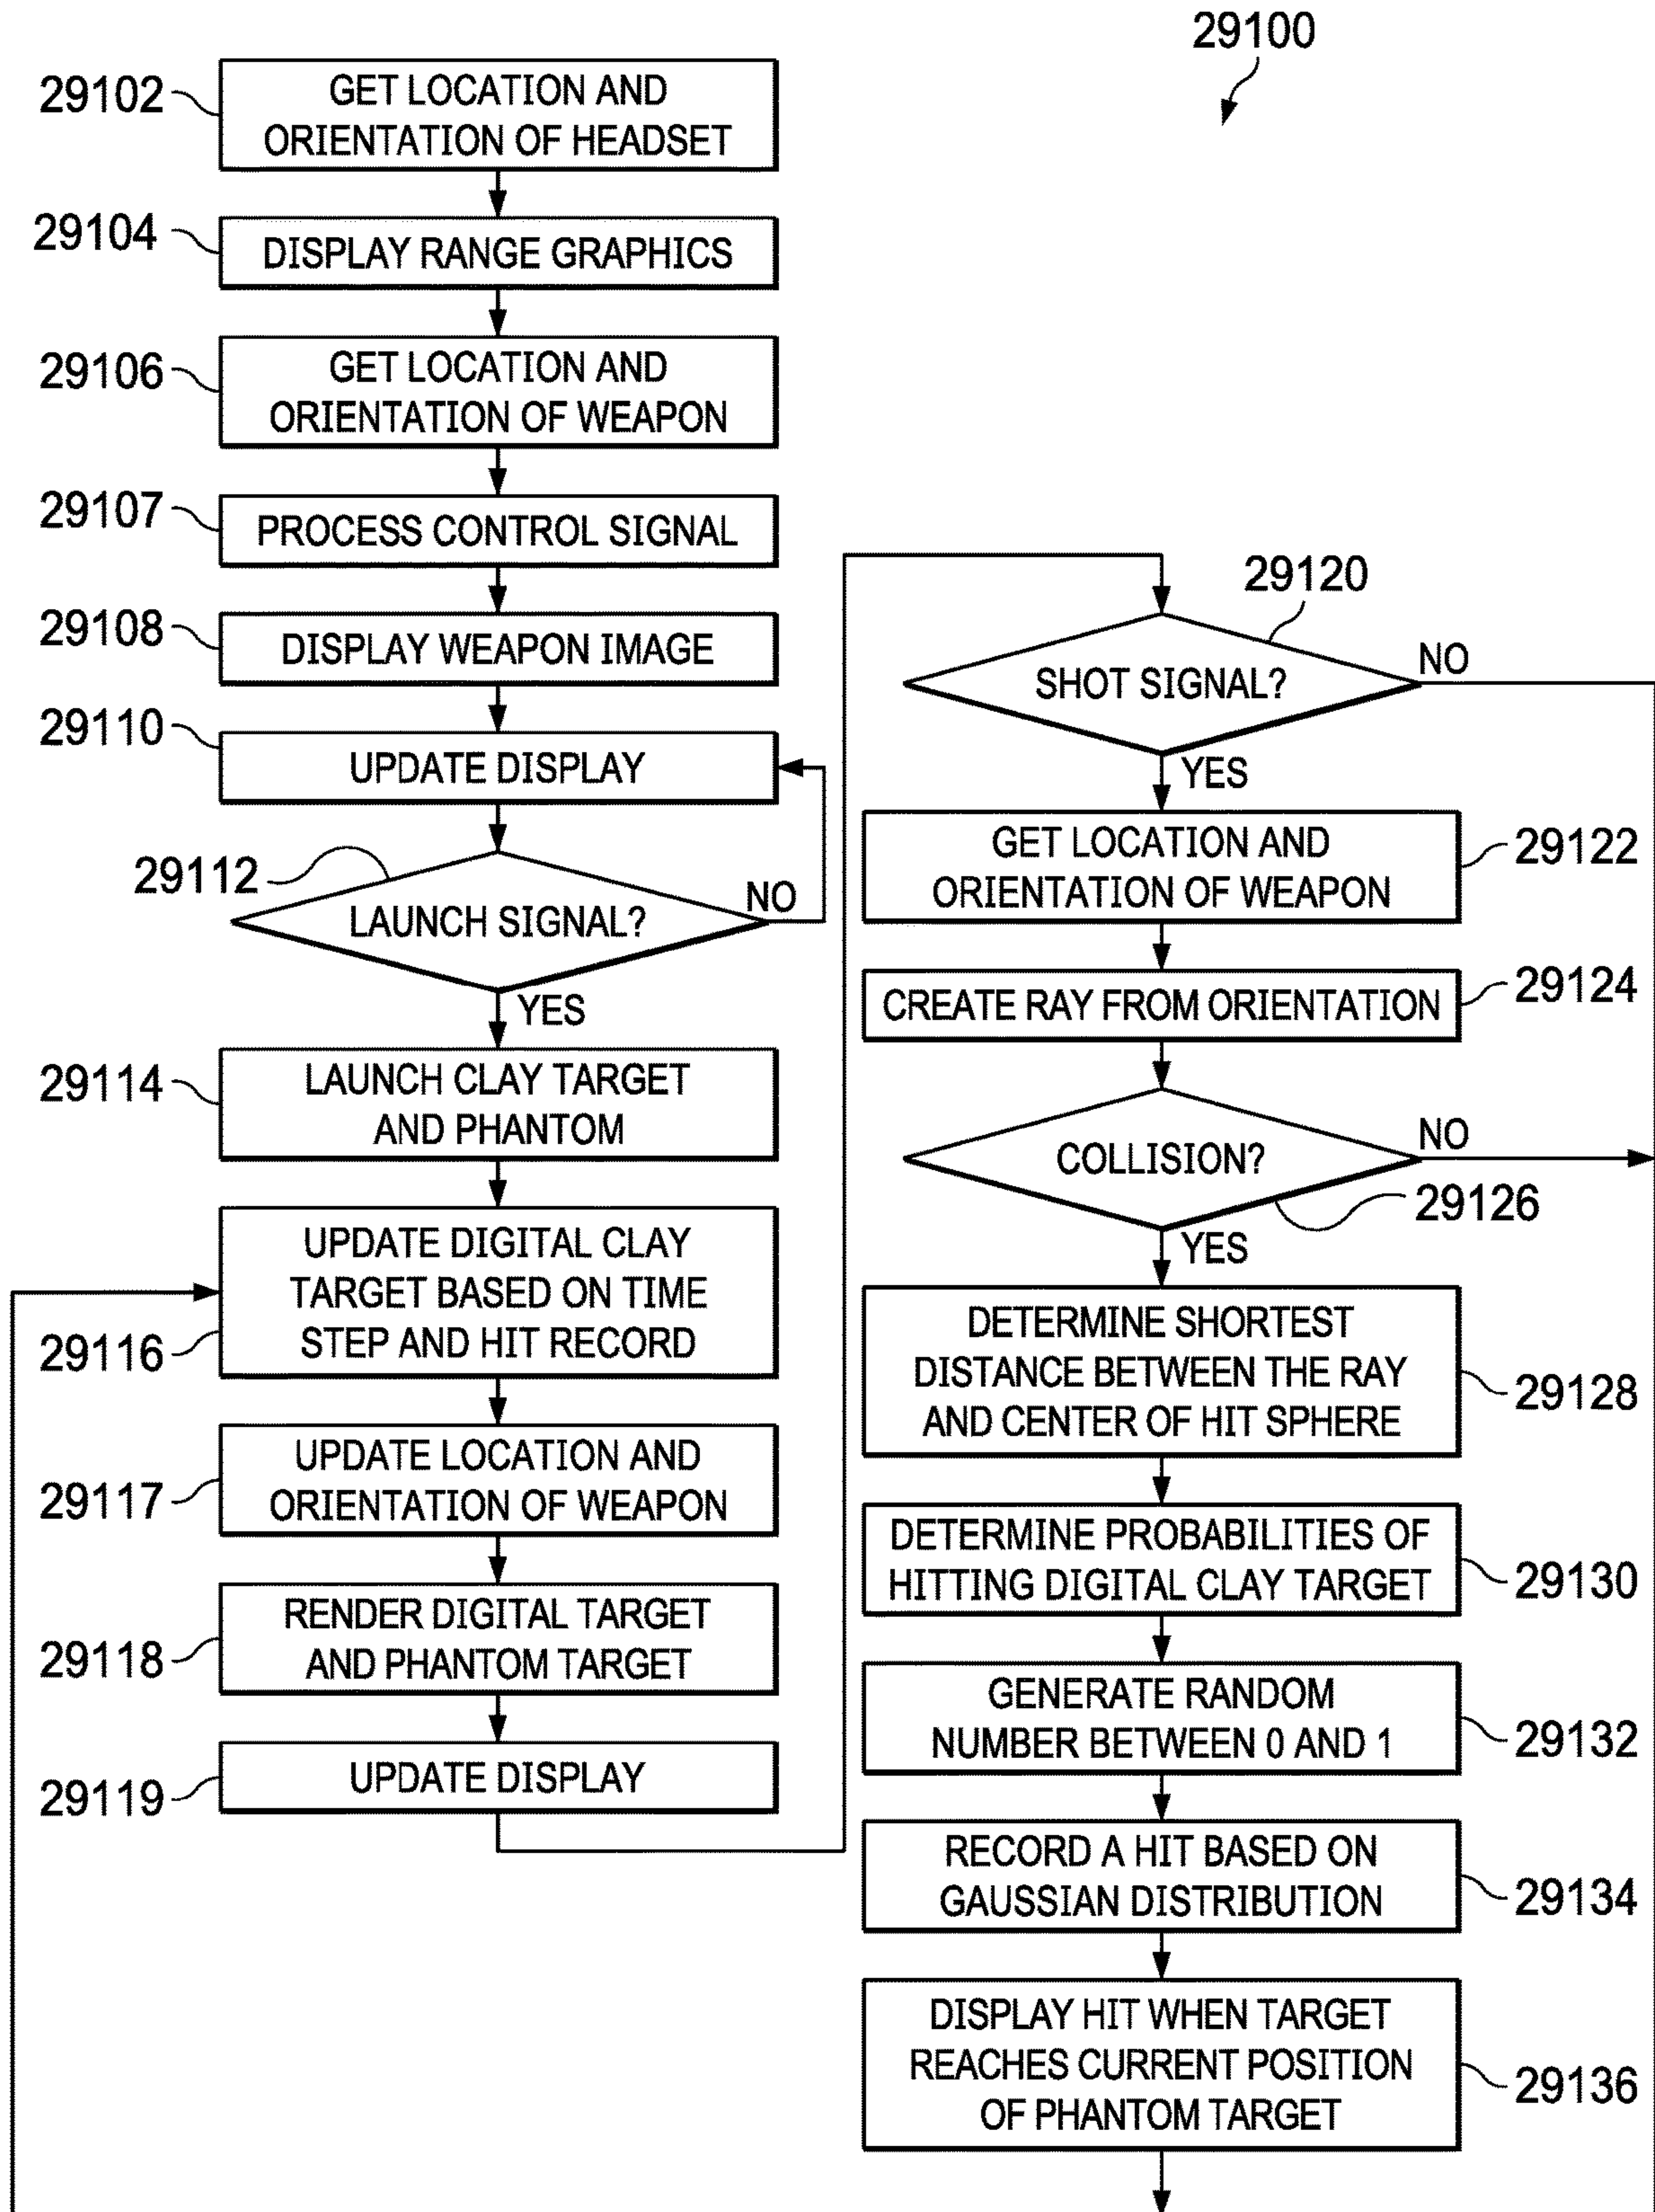 29100
29102
GET LOCATION AND
ORIENTATION OF HEADSET
29104
DISPLAY RANGE GRAPHICS
29106
GET LOCATION AND
ORIENTATION OF WEAPON
29107
PROCESS CONTROL SIGNAL
29108
DISPLAY WEAPON IMAGE
29110
UPDATE DISPLAY
29112
LAUNCH SIGNAL?
NO
YES
29114
LAUNCH CLAY TARGET
AND PHANTOM
29116
UPDATE DIGITAL CLAY
TARGET BASED ON TIME
STEP AND HIT RECORD
29117
UPDATE LOCATION AND
ORIENTATION OF WEAPON
29118
RENDER DIGITAL TARGET
AND PHANTOM TARGET
29119
UPDATE DISPLAY
29120
SHOT SIGNAL?
NO
YES
GET LOCATION AND
ORIENTATION OF WEAPON
29122
CREATE RAY FROM ORIENTATION
29124
COLLISION?
NO
29126
YES
DETERMINE SHORTEST
DISTANCE BETWEEN THE RAY
AND CENTER OF HIT SPHERE
29128
DETERMINE PROBABILITIES OF
HITTING DIGITAL CLAY TARGET
29130
GENERATE RANDOM
NUMBER BETWEEN 0 AND 1
29132
RECORD A HIT BASED ON
GAUSSIAN DISTRIBUTION
29134
DISPLAY HIT WHEN TARGET
REACHES CURRENT POSITION
OF PHANTOM TARGET
29136